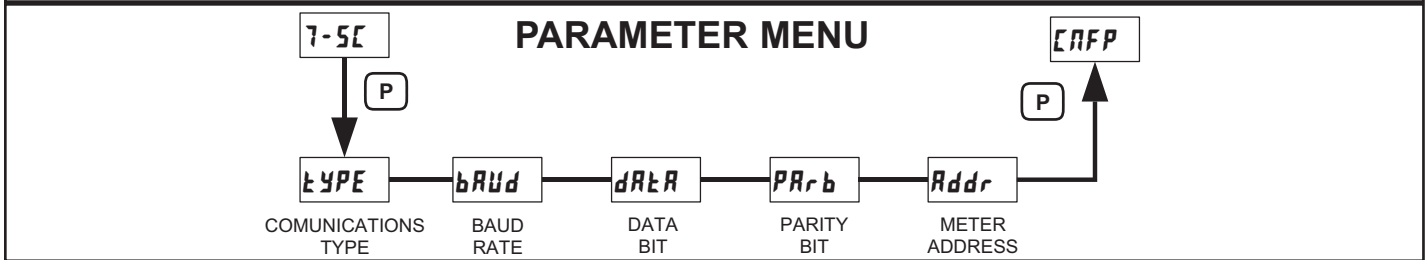 7-SC
PARAMETER MENU
CNFP
P
P
tYPE
bAUd
dAtA
PArb
Addr
COMUNICATIONS
TYPE
BAUD
RATE
DATA
BIT
PARITY
BIT
METER
ADDRESS